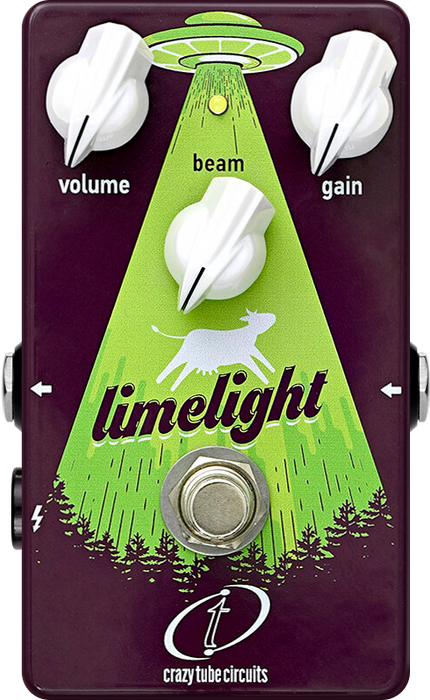 beam
volume
gain
limelight
crazy tube circuits